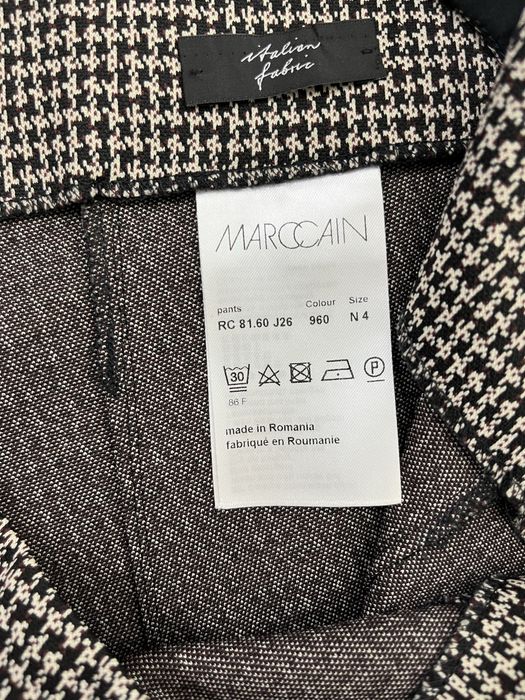 italian
fabric
MARCCAIN
pants Colour Size
RC 81.60 J26 960 N 4
30 P
86 F
made in Romania
fabriqué en Roumanie